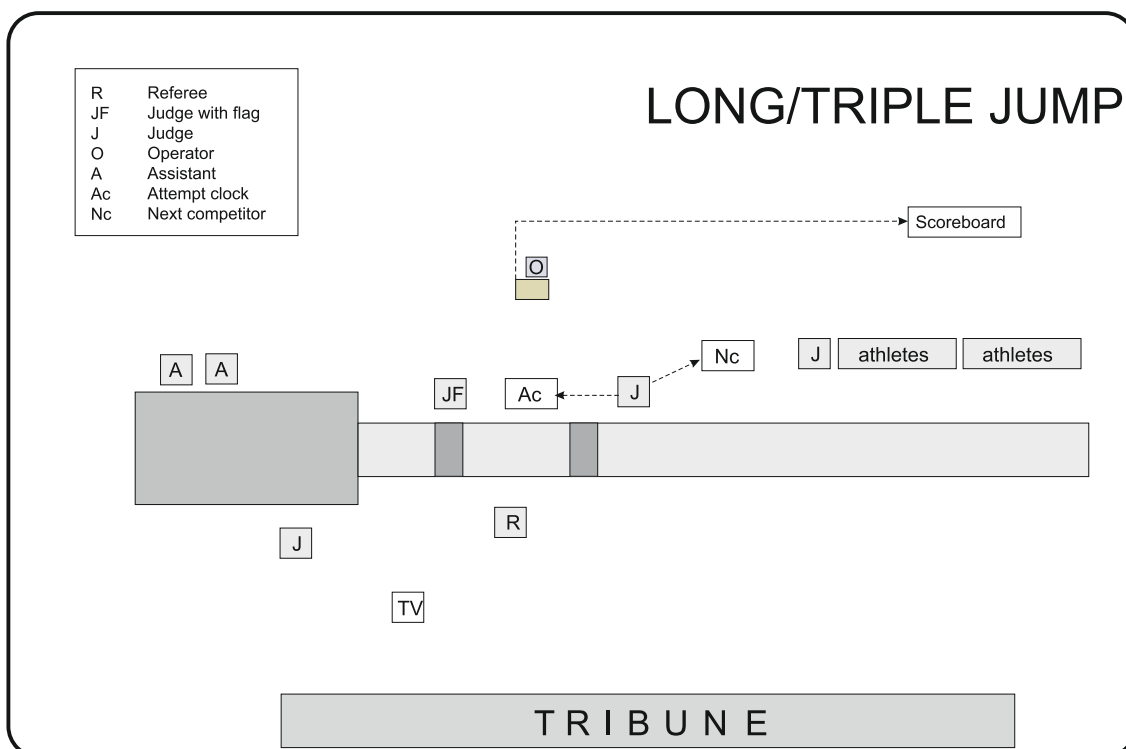 R Referee
JF Judge with flag
J Judge
O Operator
A Assistant
Ac Attempt clock
Nc Next competitor
LONG/TRIPLE JUMP
Scoreboard
O
Nc
J athletes athletes
A A
JF Ac J
R
J
TV
TRIBUNE